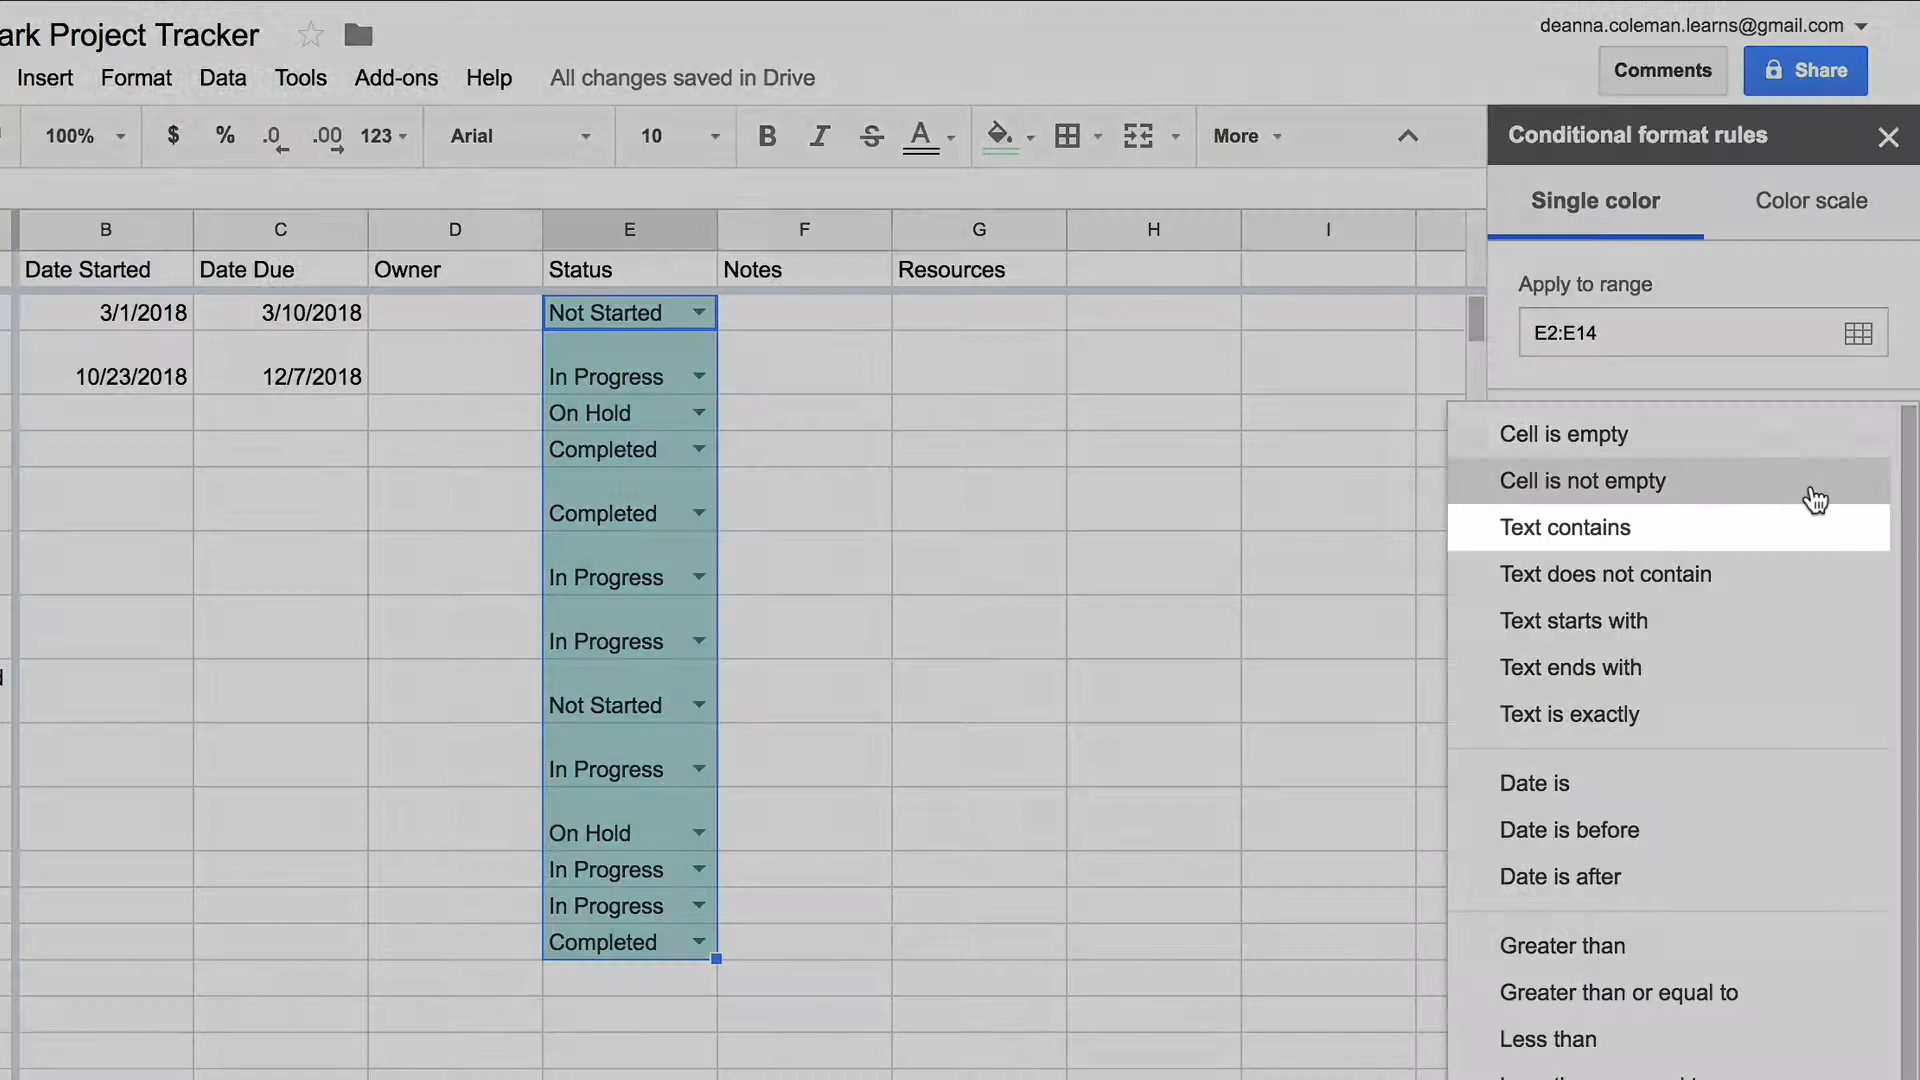 ark Project Tracker
deanna.coleman.learns@gmail.com
Insert Format Data Tools Add-ons Help All changes saved in Drive
Comments Share
100% $ % .0 .00 123 Arial 10 B I S A More
Conditional format rules
Single color Color scale
B C D E F G H I
Date Started Date Due Owner Status Notes Resources
Apply to range
E2:E14
3/1/2018 3/10/2018 Not Started
10/23/2018 12/7/2018 In Progress
On Hold
Completed
Completed
In Progress
In Progress
Not Started
In Progress
On Hold
In Progress
In Progress
Completed
Cell is empty
Cell is not empty
Text contains
Text does not contain
Text starts with
Text ends with
Text is exactly
Date is
Date is before
Date is after
Greater than
Greater than or equal to
Less than